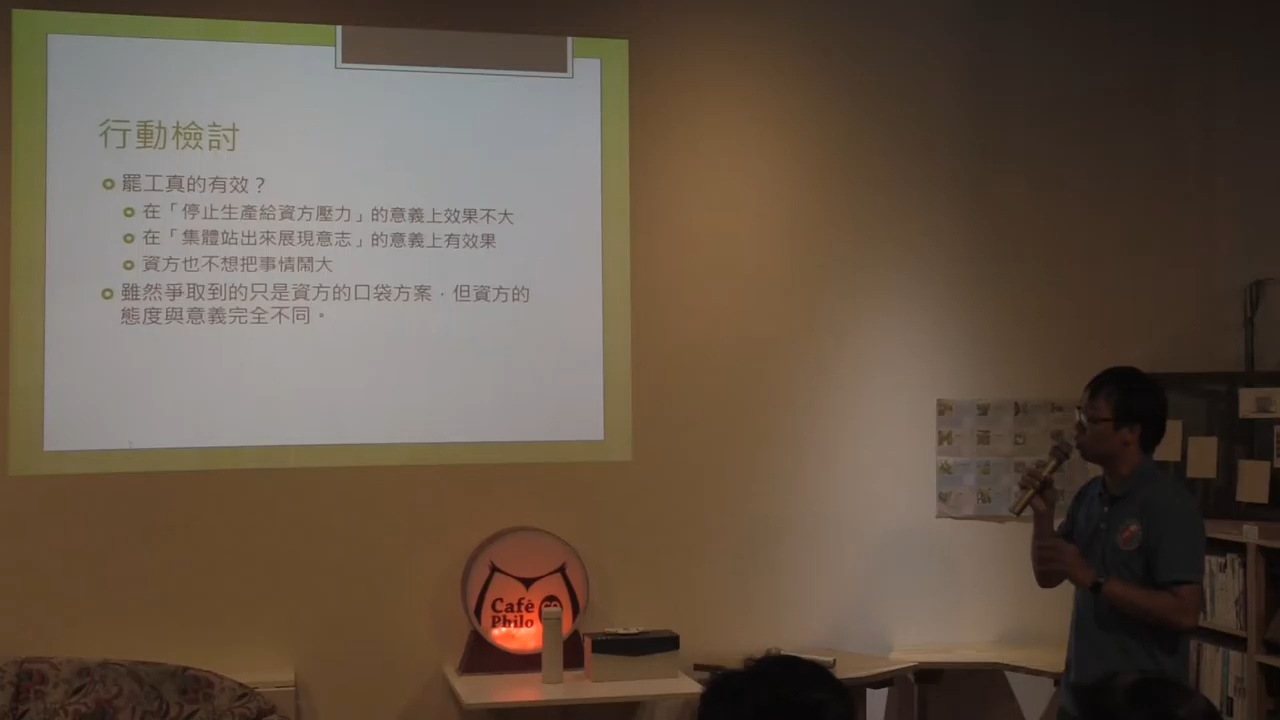 行動檢討
罷工真的有效？
在「停止生產給資方壓力」的意義上效果不大
在「集體站出來展現意志」的意義上有效果
資方也不想把事情鬧大
雖然爭取到的只是資方的口袋方案，但資方的
態度與意義完全不同。
Café
Philo